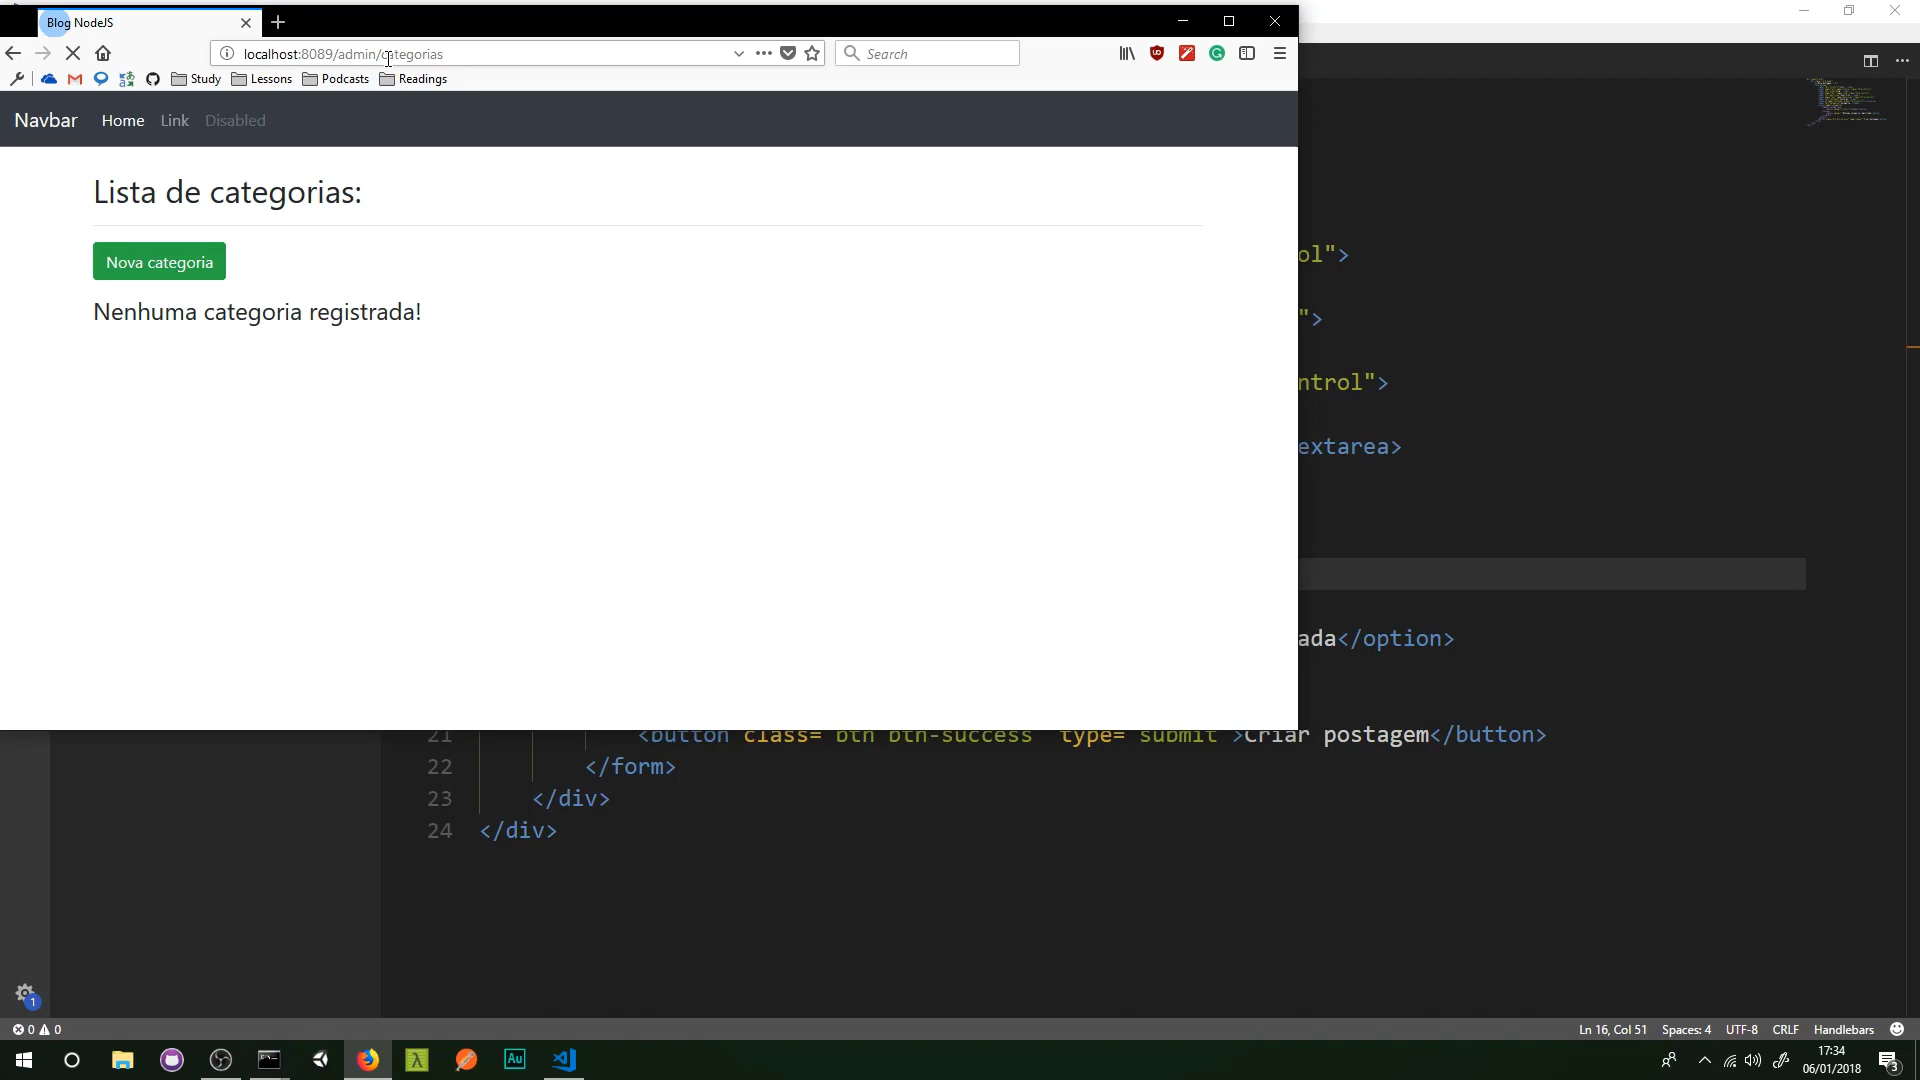 Blog NodeJS
localhost:8089/admin/categorias
Search
Study
Lessons
Podcasts
Readings
Navbar Home Link Disabled
Lista de categorias:
Nova categoria
Nenhuma categoria registrada!
ol">
">
ntrol">
extarea>
ada</option>
21 <button class= btn btn-success type= submit >Criar postagem</button>
22 </form>
23 </div>
24 </div>
1
0 0
Ln 16, Col 51 Spaces: 4 UTF-8 CRLF Handlebars
Au
17:34
06/01/2018
3